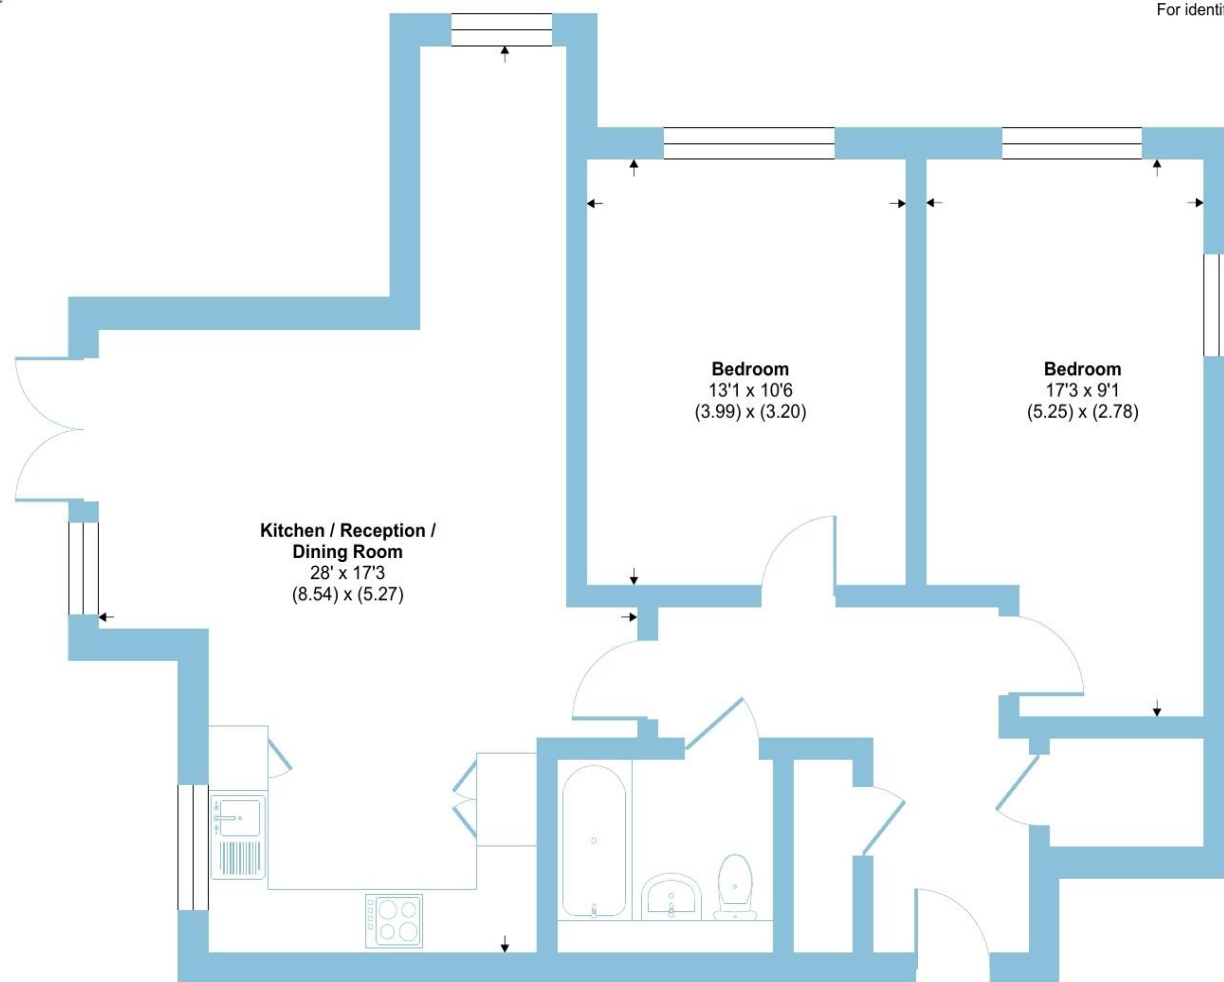 For identif
Bedroom
13'1 x 10'6
(3.99) x (3.20)
Bedroom
17'3 x 9'1
(5.25) x (2.78)
Kitchen / Reception /
Dining Room
28' x 17'3
(8.54) x (5.27)